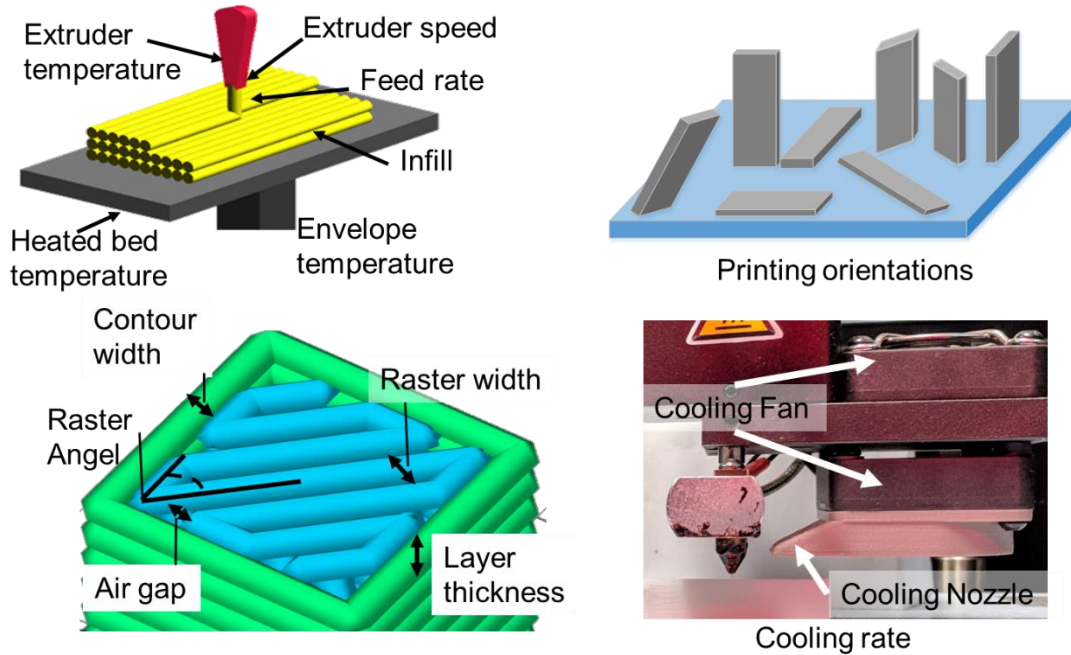 Extruder
temperature
Extruder speed
Feed rate
Infill
Heated bed
temperature
Envelope
temperature
Printing orientations
Contour
width
Raster width
Raster
Angel
Air gap
Layer
thickness
Cooling Fan
Cooling Nozzle
Cooling rate